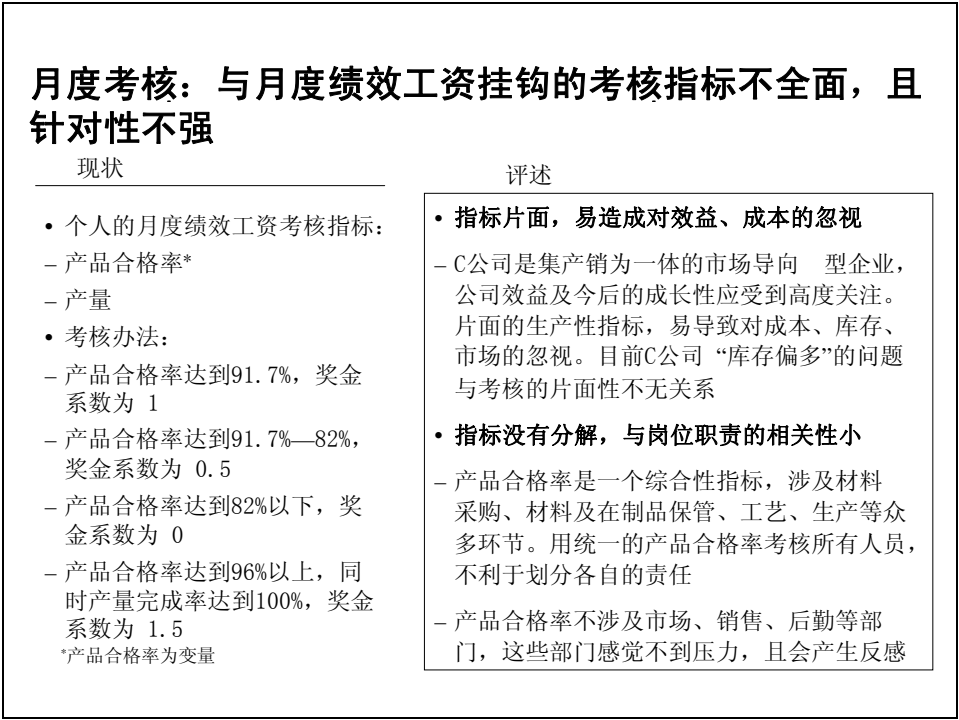 月度考核：与月度绩效工资挂钩的考核指标不全面，且
针对性不强
现状
• 个人的月度绩效工资考核指标：
– 产品合格率*
– 产量
• 考核办法：
– 产品合格率达到91.7%，奖金
系数为 1
– 产品合格率达到91.7%—82%，
奖金系数为 0.5
– 产品合格率达到82%以下，奖
金系数为 0
– 产品合格率达到96%以上，同
时产量完成率达到100%，奖金
系数为 1.5
*产品合格率为变量
评述
• 指标片面，易造成对效益、成本的忽视
– C公司是集产销为一体的市场导向 型企业，
公司效益及今后的成长性应受到高度关注。
片面的生产性指标，易导致对成本、库存、
市场的忽视。目前C公司 “库存偏多”的问题
与考核的片面性不无关系
• 指标没有分解，与岗位职责的相关性小
– 产品合格率是一个综合性指标，涉及材料
采购、材料及在制品保管、工艺、生产等众
多环节。用统一的产品合格率考核所有人员，
不利于划分各自的责任
– 产品合格率不涉及市场、销售、后勤等部
门，这些部门感觉不到压力，且会产生反感